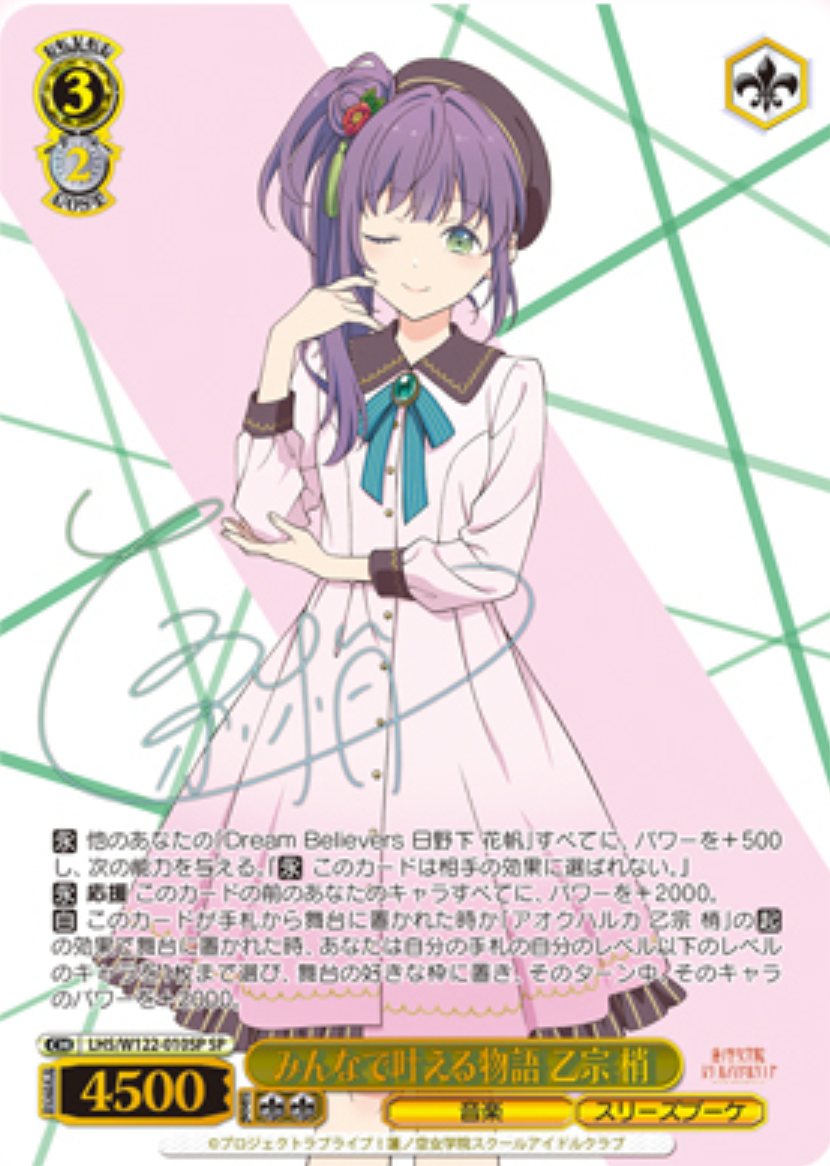 LEVEL
3
2
COST
永 他のあなたの「Dream Believers 日野下 花帆」すべてに、パワーを＋500
し、次の能力を与える。「永 このカードは相手の効果に選ばれない。」
永 応援 このカードの前のあなたのキャラすべてに、パワーを＋2000。
自 このカードが手札から舞台に置かれた時か「アオクハルカ 乙宗 梢」の起
の効果で舞台に置かれた時、あなたは自分の手札の自分のレベル以下のレベル
のキャラを1枚まで選び、舞台の好きな枠に置き、そのターン中、そのキャラ
のパワーを＋2000。
LHS/W122-010SP SP
みんなで叶える物語 乙宗 梢
POWER
4500
SOUL
音楽
スリーズブーケ
©プロジェクトラブライブ！蓮ノ空女学院スクールアイドルクラブ